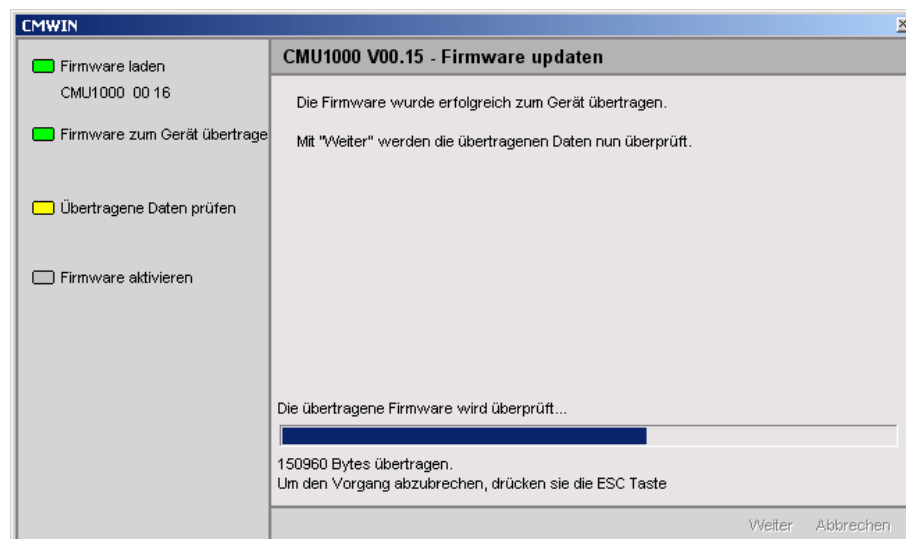 CMWIN
Firmware laden
CMU1000 00 16
Firmware zum Gerät übertrage
Übertragene Daten prüfen
Firmware aktivieren
CMU1000 V00.15 - Firmware updaten
Die Firmware wurde erfolgreich zum Gerät übertragen.
Mit "Weiter" werden die übertragenen Daten nun überprüft.
Die übertragene Firmware wird überprüft...
150960 Bytes übertragen.
Um den Vorgang abzubrechen, drücken sie die ESC Taste
Weiter Abbrechen